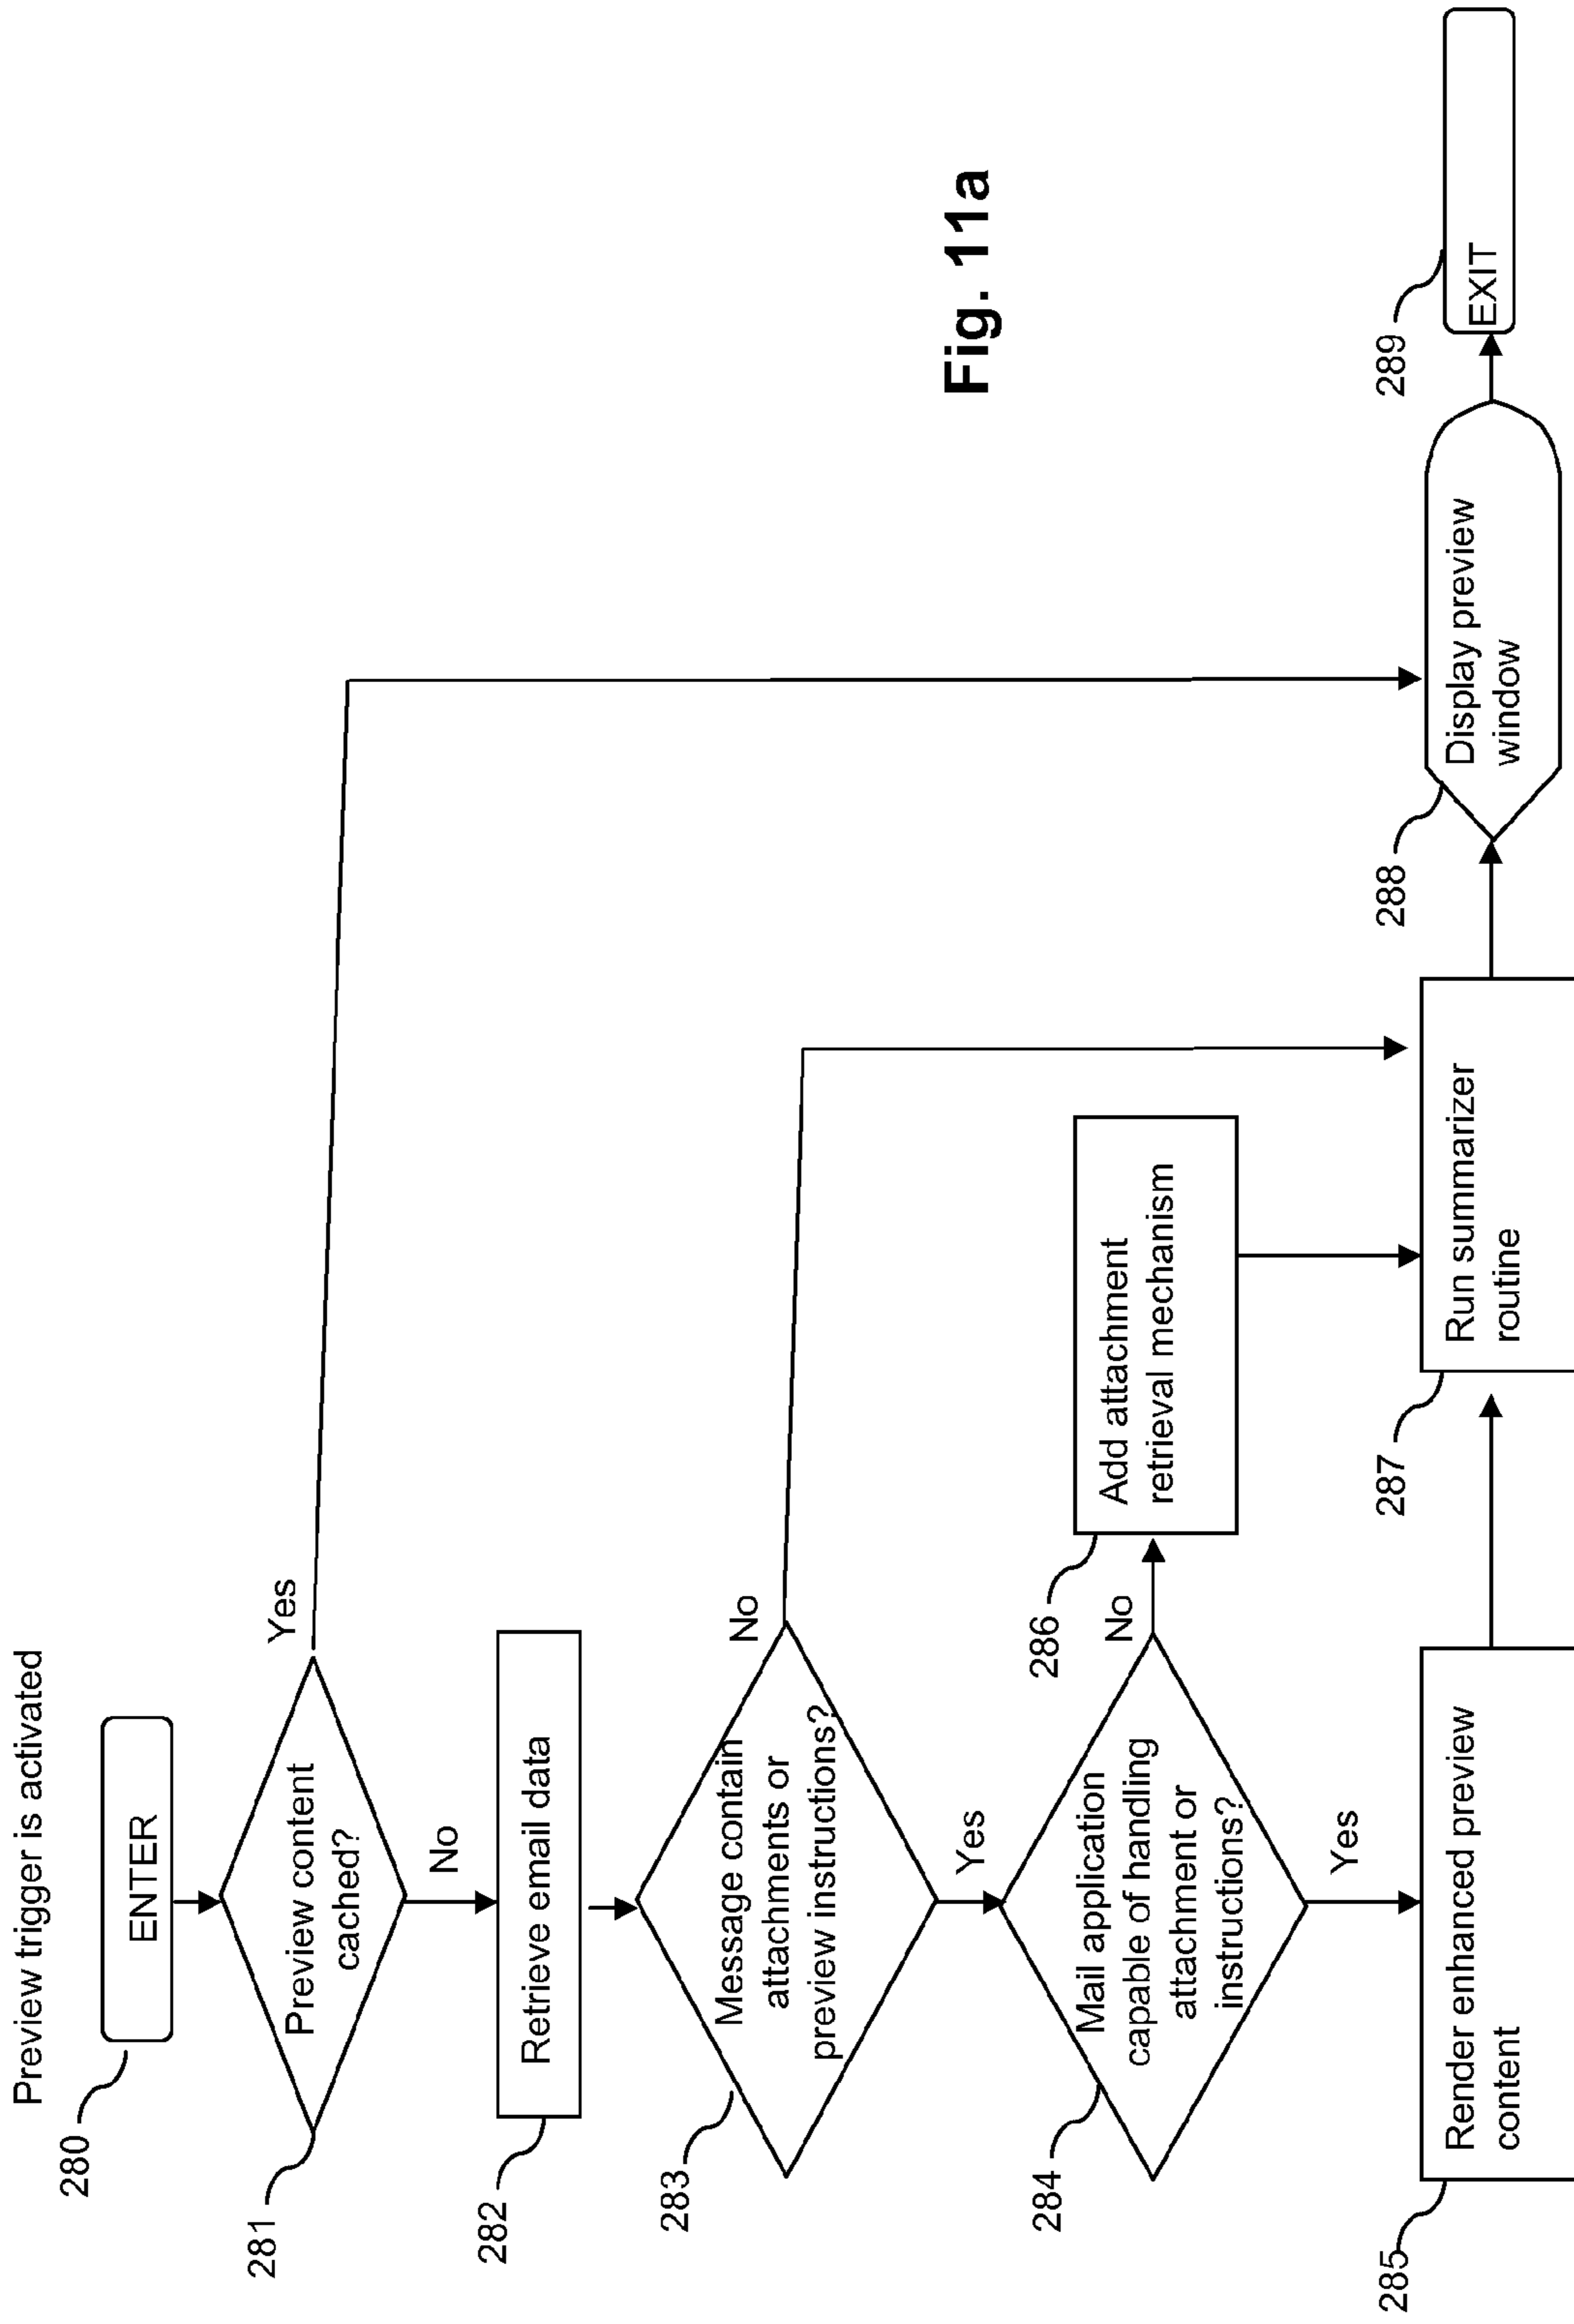 Preview trigger is activated
280
ENTER
281
Preview content
cached?
Yes
No
282
Retrieve email data
283
Message contain
attachments or
preview instructions?
No
Yes
284
Mail application
capable of handling
attachment or
instructions?
No
Yes
286
Add attachment
retrieval mechanism
285
Render enhanced preview
content
287
Run summarizer
routine
288
Display preview
window
289
EXIT
Fig. 11a